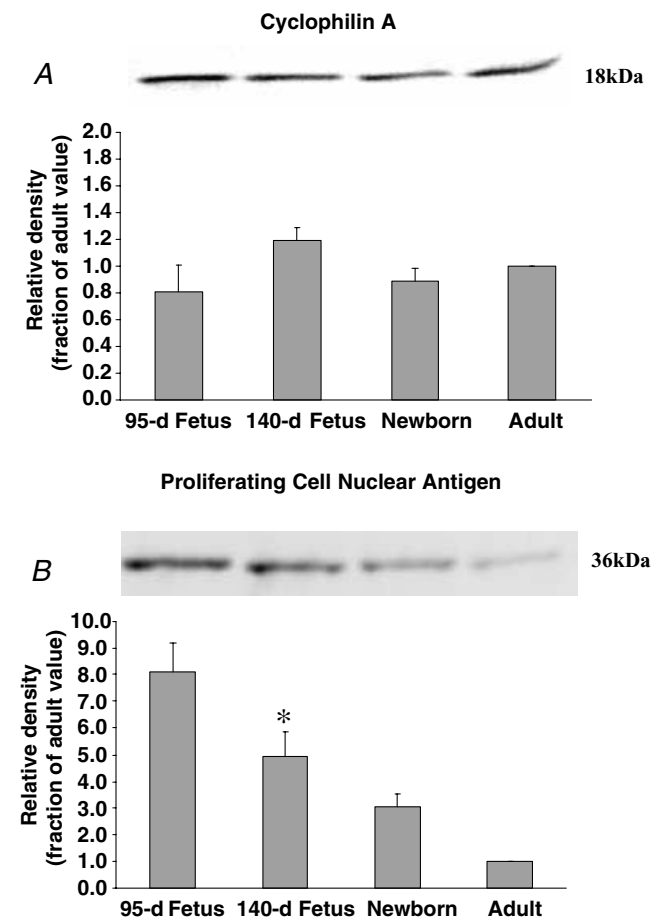 Cyclophilin A
A
18kDa
Relative density
(fraction of adult value)
2.0
1.8
1.6
1.4
1.2
1.0
0.8
0.6
0.4
0.2
0.0
95-d Fetus 140-d Fetus Newborn Adult
Proliferating Cell Nuclear Antigen
B
36kDa
Relative density
(fraction of adult value)
10.0
9.0
8.0
7.0
6.0
5.0
4.0
3.0
2.0
1.0
0.0
*
95-d Fetus 140-d Fetus Newborn Adult